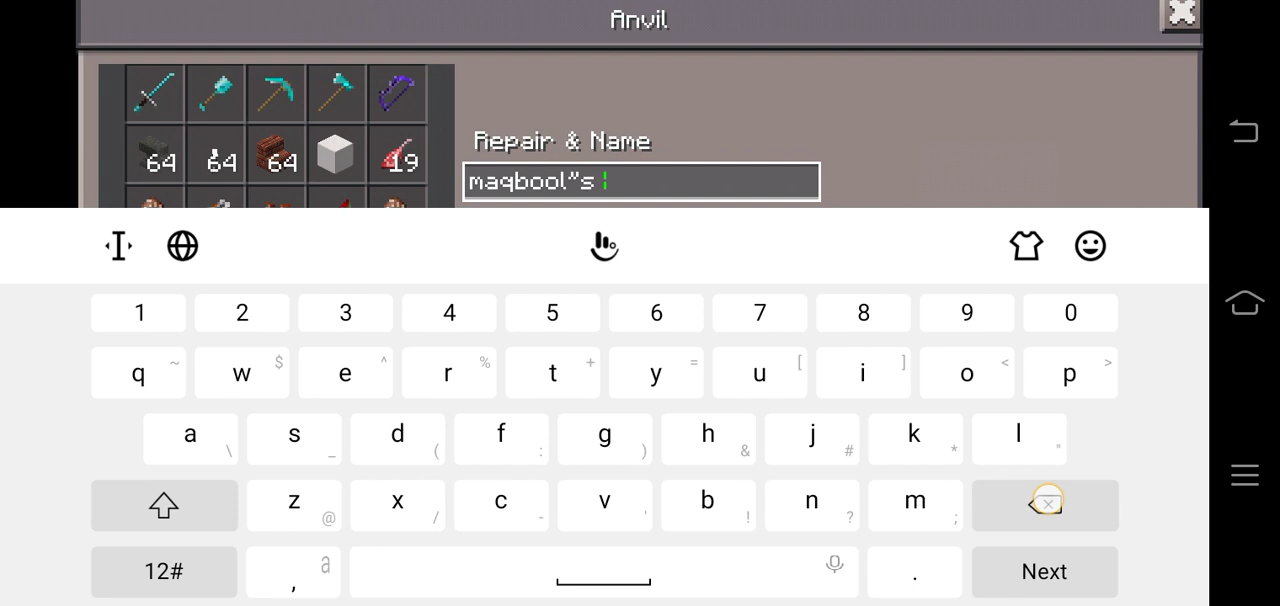 Anvil
Repair & Name
64 64 64 19
maqbool"s
1 2 3 4 5 6 7 8 9 0
q ~ w $ e ^ r % t + y = u [ i ] o < p >
a \ s _ d ( f : g ) h & j # k * l "
z @ x / c - v ' b ! n ? m ;
12# , a . Next